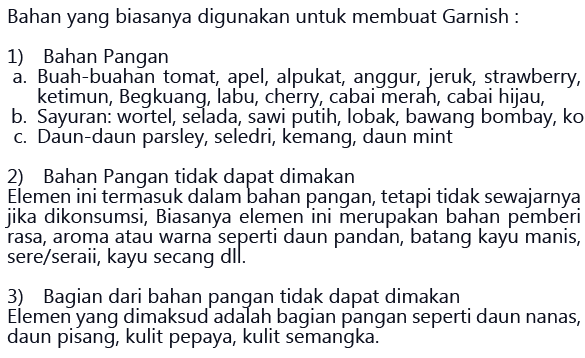 Bahan yang biasanya digunakan untuk membuat Garnish :
1) Bahan Pangan
a. Buah-buahan tomat, apel, alpukat, anggur, jeruk, strawberry,
ketimun, Begkuang, labu, cherry, cabai merah, cabai hijau,
b. Sayuran: wortel, selada, sawi putih, lobak, bawang bombay, ko
c. Daun-daun parsley, seledri, kemang, daun mint
2) Bahan Pangan tidak dapat dimakan
Elemen ini termasuk dalam bahan pangan, tetapi tidak sewajarnya
jika dikonsumsi, Biasanya elemen ini merupakan bahan pemberi
rasa, aroma atau warna seperti daun pandan, batang kayu manis,
sere/seraii, kayu secang dll.
3) Bagian dari bahan pangan tidak dapat dimakan
Elemen yang dimaksud adalah bagian pangan seperti daun nanas,
daun pisang, kulit pepaya, kulit semangka.